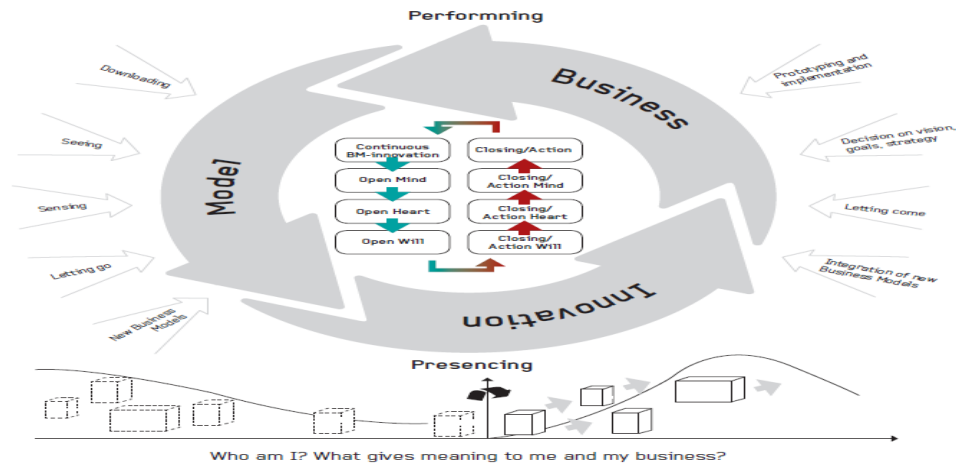 Performning
Downloading
Seeing
Sensing
Letting go
New Business
Models
Model
Business
Innovation
Continuous
BM-innovation
Open Mind
Open Heart
Open Will
Closing/Action
Closing/
Action Mind
Closing/
Action Heart
Closing/
Action Will
Prototyping and
implementation
Decision on vision,
goals, strategy
Letting come
Integration of new
Business Models
Presencing
Who am I? What gives meaning to me and my business?